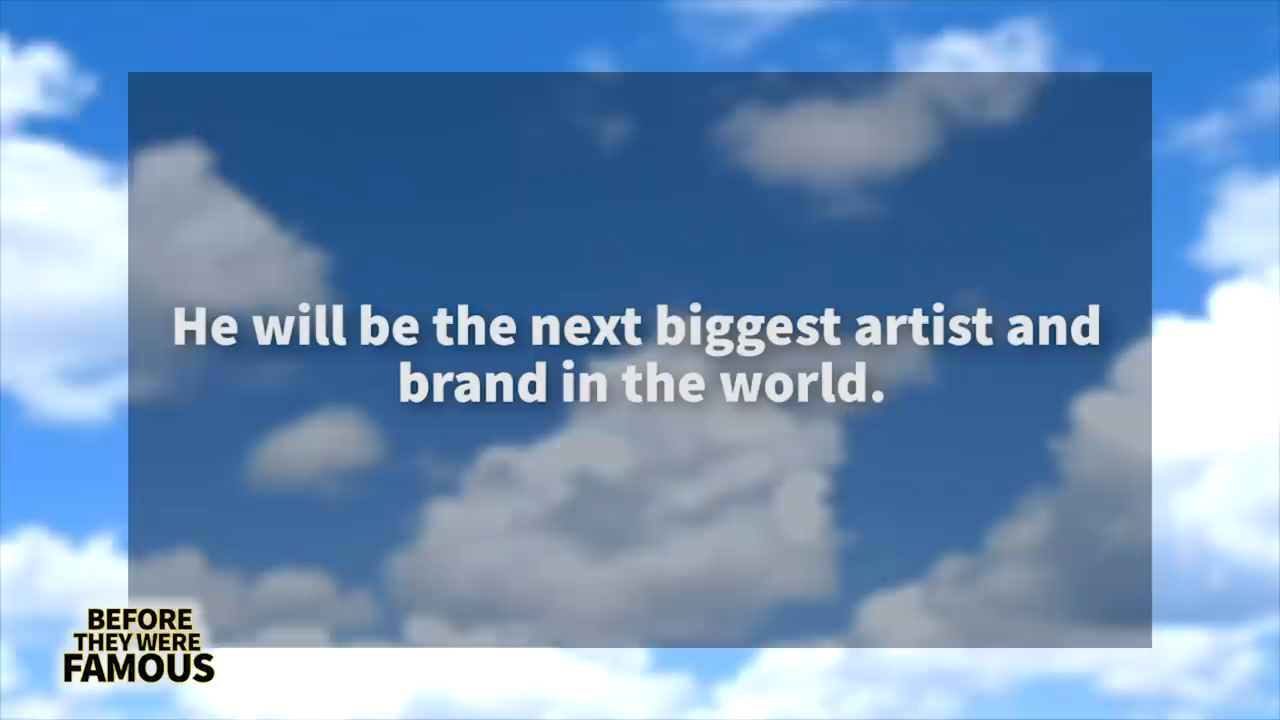 He will be the next biggest artist and
brand in the world.
BEFORE
THEY WERE
FAMOUS